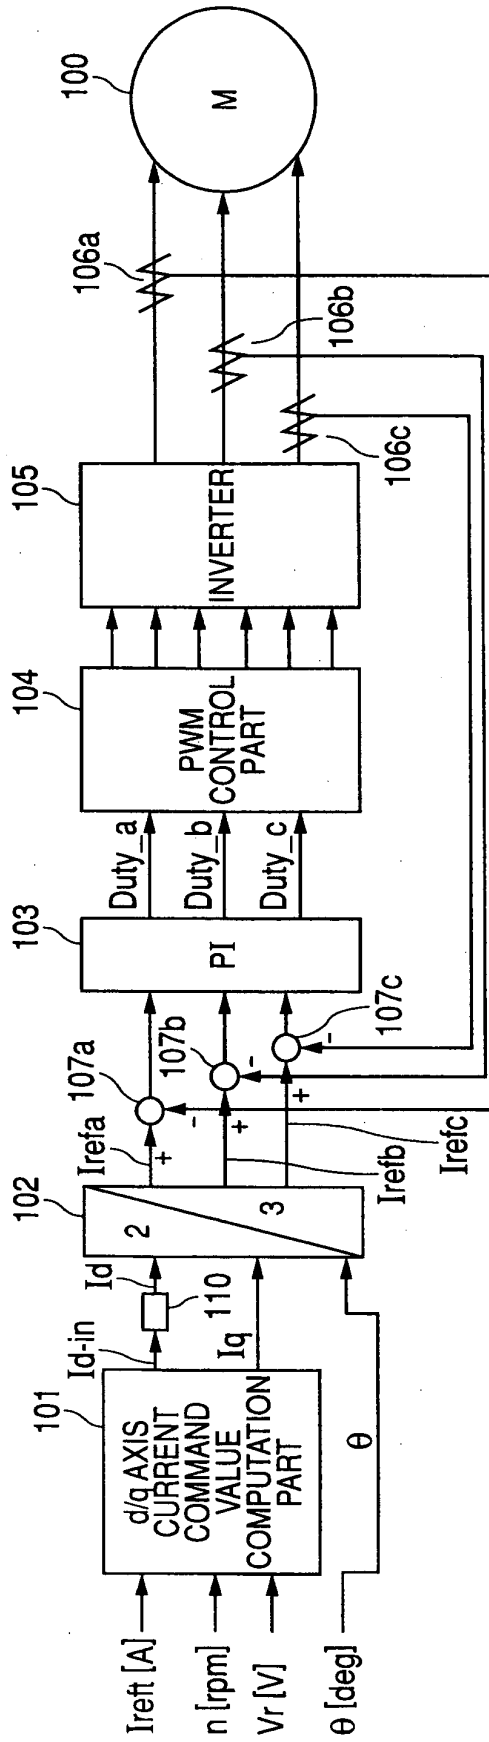 Ireft [A]
n [rpm]
Vr [V]
θ [deg]
θ
101
d/q AXIS
CURRENT
COMMAND
VALUE
COMPUTATION
PART
Id-in
Id
110
Iq
102
2
3
Irefa
Irefb
Irefc
+
-
+
-
+
-
107a
107b
107c
103
PI
Duty_a
Duty_b
Duty_c
104
PWM
CONTROL
PART
105
INVERTER
106a
106b
106c
100
M